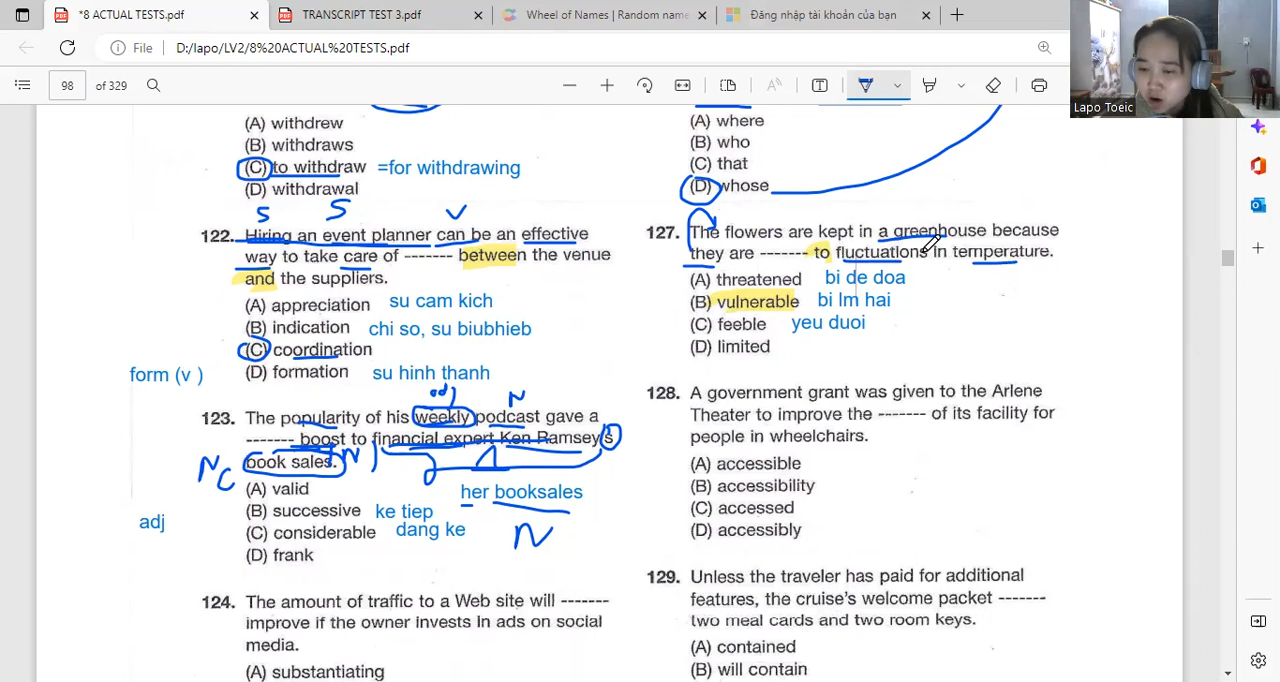 *8 ACTUAL TESTS.pdf
TRANSCRIPT TEST 3.pdf
Wheel of Names | Random name
Đăng nhập tài khoản của bạn
File
D:/lapo/LV2/8%20ACTUAL%20TESTS.pdf
98 of 329
Lapo Toeic
(A) withdrew
(B) withdraws
(C) to withdraw =for withdrawing
(D) withdrawal
S S V
122. Hiring an event planner can be an effective
way to take care of ------- between the venue
and the suppliers.
(A) appreciation su cam kich
(B) indication chi so, su biubhieb
(C) coordination
(D) formation su hinh thanh
form (v )
adj N
123. The popularity of his weekly podcast gave a
------- boost to financial expert Ken Ramsey's
book sales.
N
N
C
(A) valid
her booksales
(B) successive ke tiep
(C) considerable dang ke
(D) frank
adj
N
124. The amount of traffic to a Web site will -------
improve if the owner invests in ads on social
media.
(A) substantiating
(A) where
(B) who
(C) that
(D) whose
127. The flowers are kept in a greenhouse because
they are ------- to fluctuations in temperature.
(A) threatened bi de doa
(B) vulnerable bi lm hai
(C) feeble yeu duoi
(D) limited
128. A government grant was given to the Arlene
Theater to improve the ------- of its facility for
people in wheelchairs.
(A) accessible
(B) accessibility
(C) accessed
(D) accessibly
129. Unless the traveler has paid for additional
features, the cruise's welcome packet -------
two meal cards and two room keys.
(A) contained
(B) will contain